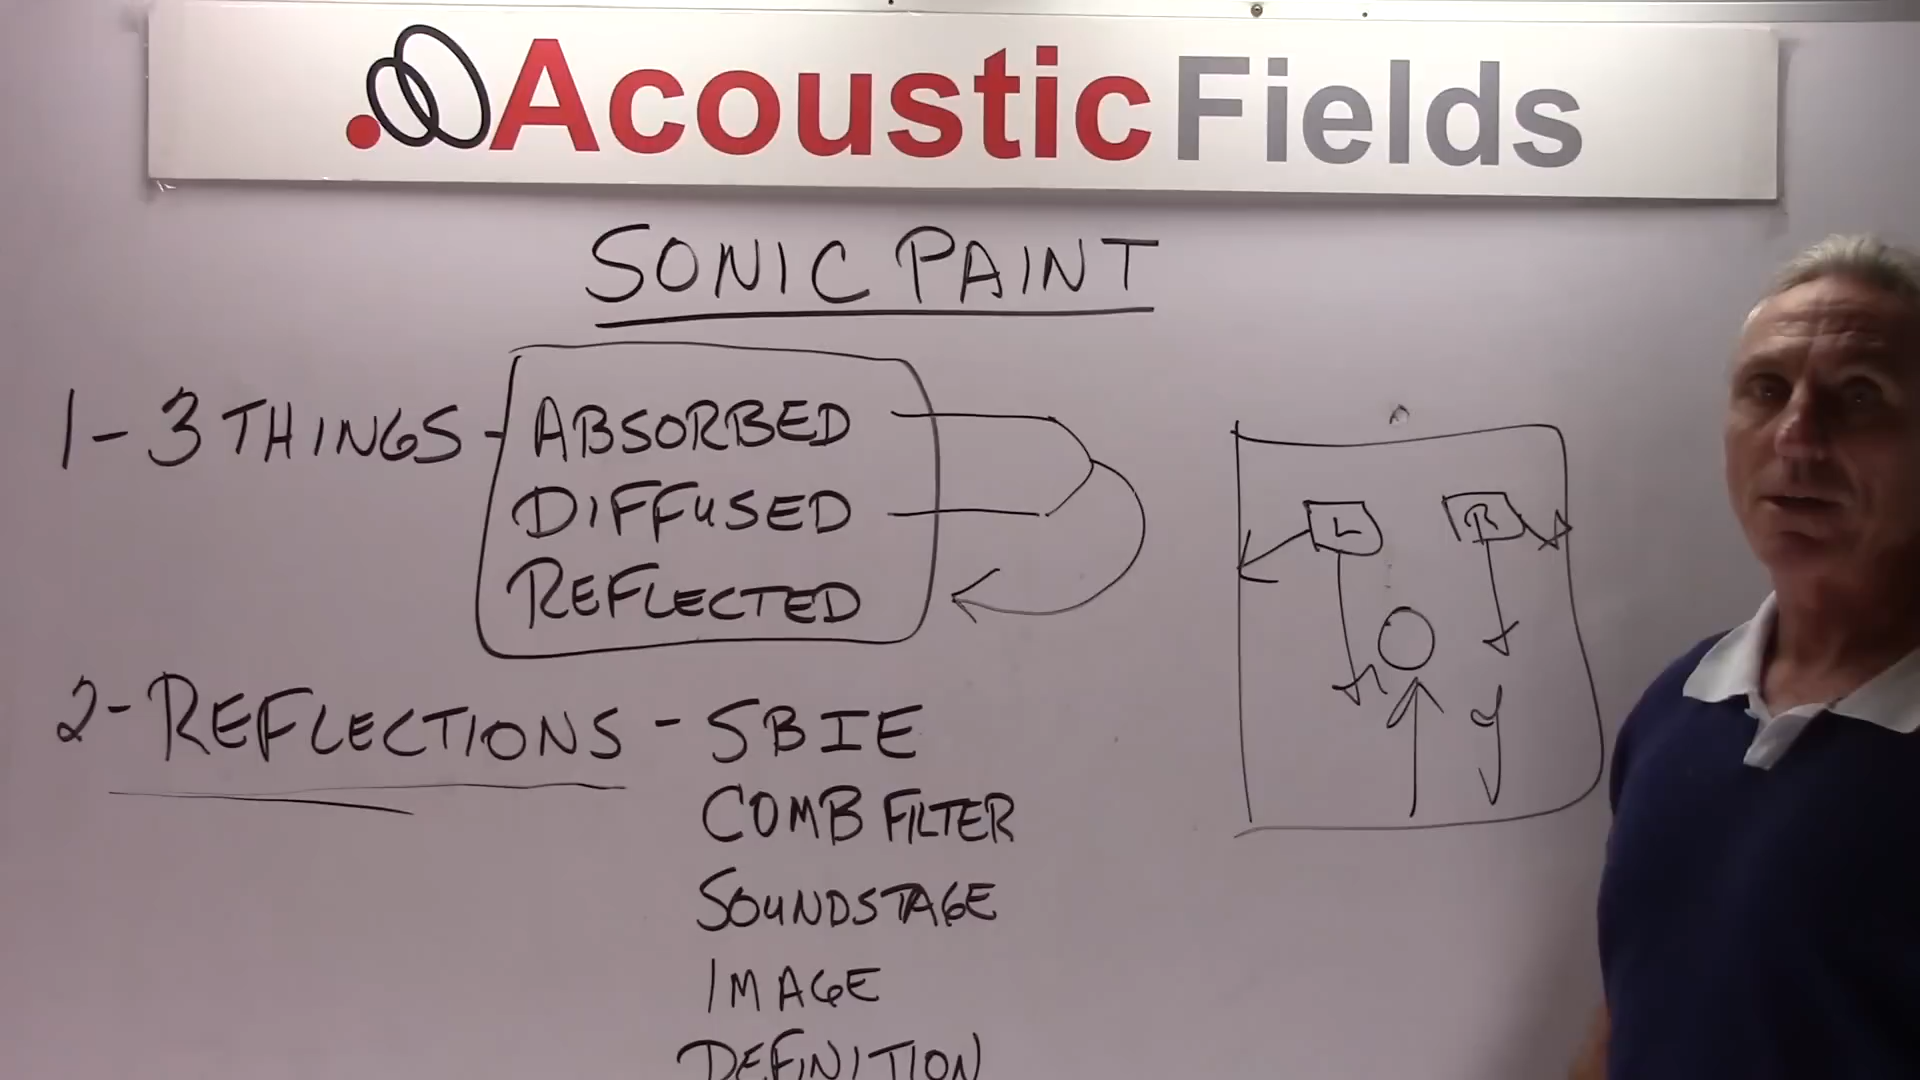 AcousticFields
SONIC PAINT
1-3 THINGS - ABSORBED
DIFFUSED
REFLECTED
2-REFLECTIONS - SBIE
COMB FILTER
SOUNDSTAGE
IMAGE
DEFINITION
L
R